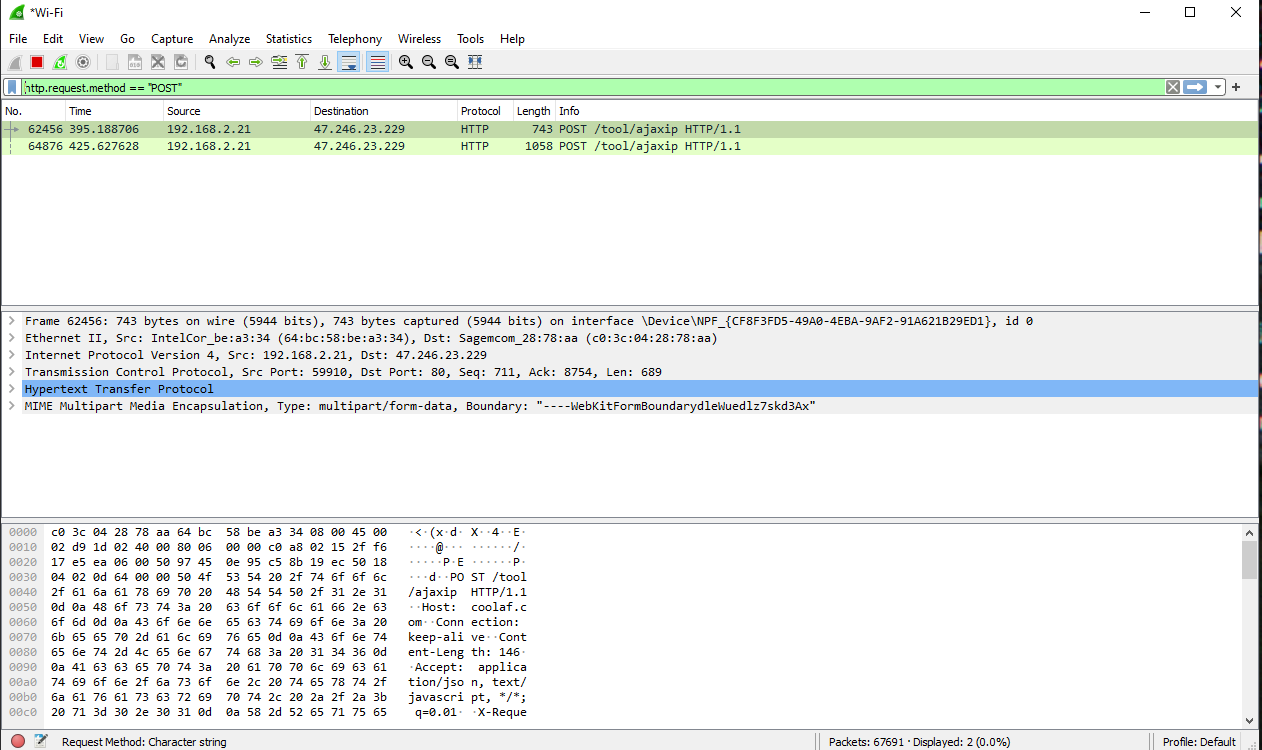 *Wi-Fi
File Edit View Go Capture Analyze Statistics Telephony Wireless Tools Help
http.request.method == "POST"
No. Time Source Destination Protocol Length Info
62456 395.188706 192.168.2.21 47.246.23.229 HTTP 743 POST /tool/ajaxip HTTP/1.1
64876 425.627628 192.168.2.21 47.246.23.229 HTTP 1058 POST /tool/ajaxip HTTP/1.1
Frame 62456: 743 bytes on wire (5944 bits), 743 bytes captured (5944 bits) on interface \Device\NPF_{CF8F3FD5-49A0-4EBA-9AF2-91A621B29ED1}, id 0
Ethernet II, Src: IntelCor_be:a3:34 (64:bc:58:be:a3:34), Dst: Sagemcom_28:78:aa (c0:3c:04:28:78:aa)
Internet Protocol Version 4, Src: 192.168.2.21, Dst: 47.246.23.229
Transmission Control Protocol, Src Port: 59910, Dst Port: 80, Seq: 711, Ack: 8754, Len: 689
Hypertext Transfer Protocol
MIME Multipart Media Encapsulation, Type: multipart/form-data, Boundary: "----WebKitFormBoundarydleWuedlz7skd3Ax"
0000 c0 3c 04 28 78 aa 64 bc 58 be a3 34 08 00 45 00 ·<·(x·d· X··4··E·
0010 02 d9 1d 02 40 00 80 06 00 00 c0 a8 02 15 2f f6 ····@··· ······/·
0020 17 e5 ea 06 00 50 97 45 0e 95 c5 8b 19 ec 50 18 ·····P·E ······P·
0030 04 02 0d 64 00 00 50 4f 53 54 20 2f 74 6f 6f 6c ···d··PO ST /tool
0040 2f 61 6a 61 78 69 70 20 48 54 54 50 2f 31 2e 31 /ajaxip HTTP/1.1
0050 0d 0a 48 6f 73 74 3a 20 63 6f 6f 6c 61 66 2e 63 ··Host: coolaf.c
0060 6f 6d 0d 0a 43 6f 6e 6e 65 63 74 69 6f 6e 3a 20 om··Conn ection:
0070 6b 65 65 70 2d 61 6c 69 76 65 0d 0a 43 6f 6e 74 keep-ali ve··Cont
0080 65 6e 74 2d 4c 65 6e 67 74 68 3a 20 31 34 36 0d ent-Leng th: 146·
0090 0a 41 63 63 65 70 74 3a 20 61 70 70 6c 69 63 61 ·Accept: applica
00a0 74 69 6f 6e 2f 6a 73 6f 6e 2c 20 74 65 78 74 2f tion/jso n, text/
00b0 6a 61 76 61 73 63 72 69 70 74 2c 20 2a 2f 2a 3b javascri pt, */*;
00c0 20 71 3d 30 2e 30 31 0d 0a 58 2d 52 65 71 75 65 q=0.01· ·X-Reque
Request Method: Character string Packets: 67691 · Displayed: 2 (0.0%) Profile: Default